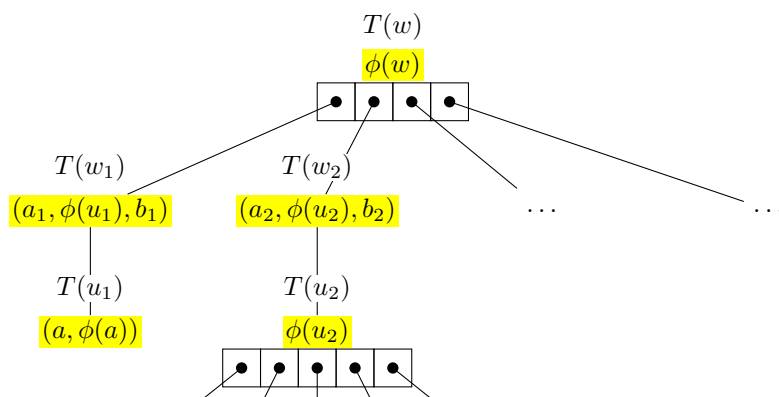 T(w)
ϕ(w)
T(w₁) T(w₂)
(a₁, ϕ(u₁), b₁) (a₂, ϕ(u₂), b₂) ... ...
T(u₁) T(u₂)
(a, ϕ(a)) ϕ(u₂)